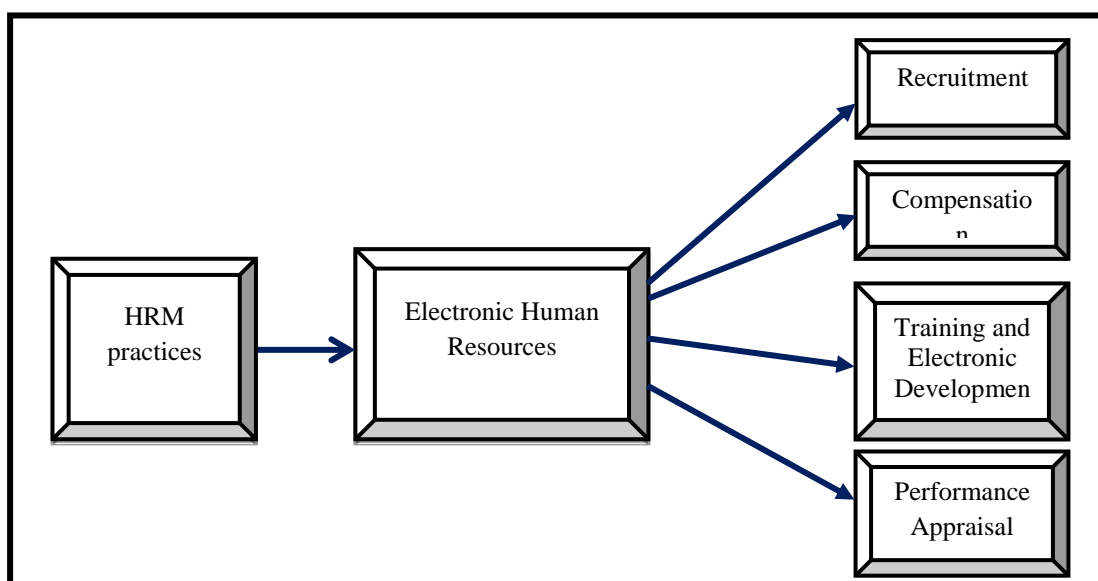 Recruitment
Compensatio
n
HRM
practices
Electronic Human
Resources
Training and
Electronic
Developmen
Performance
Appraisal